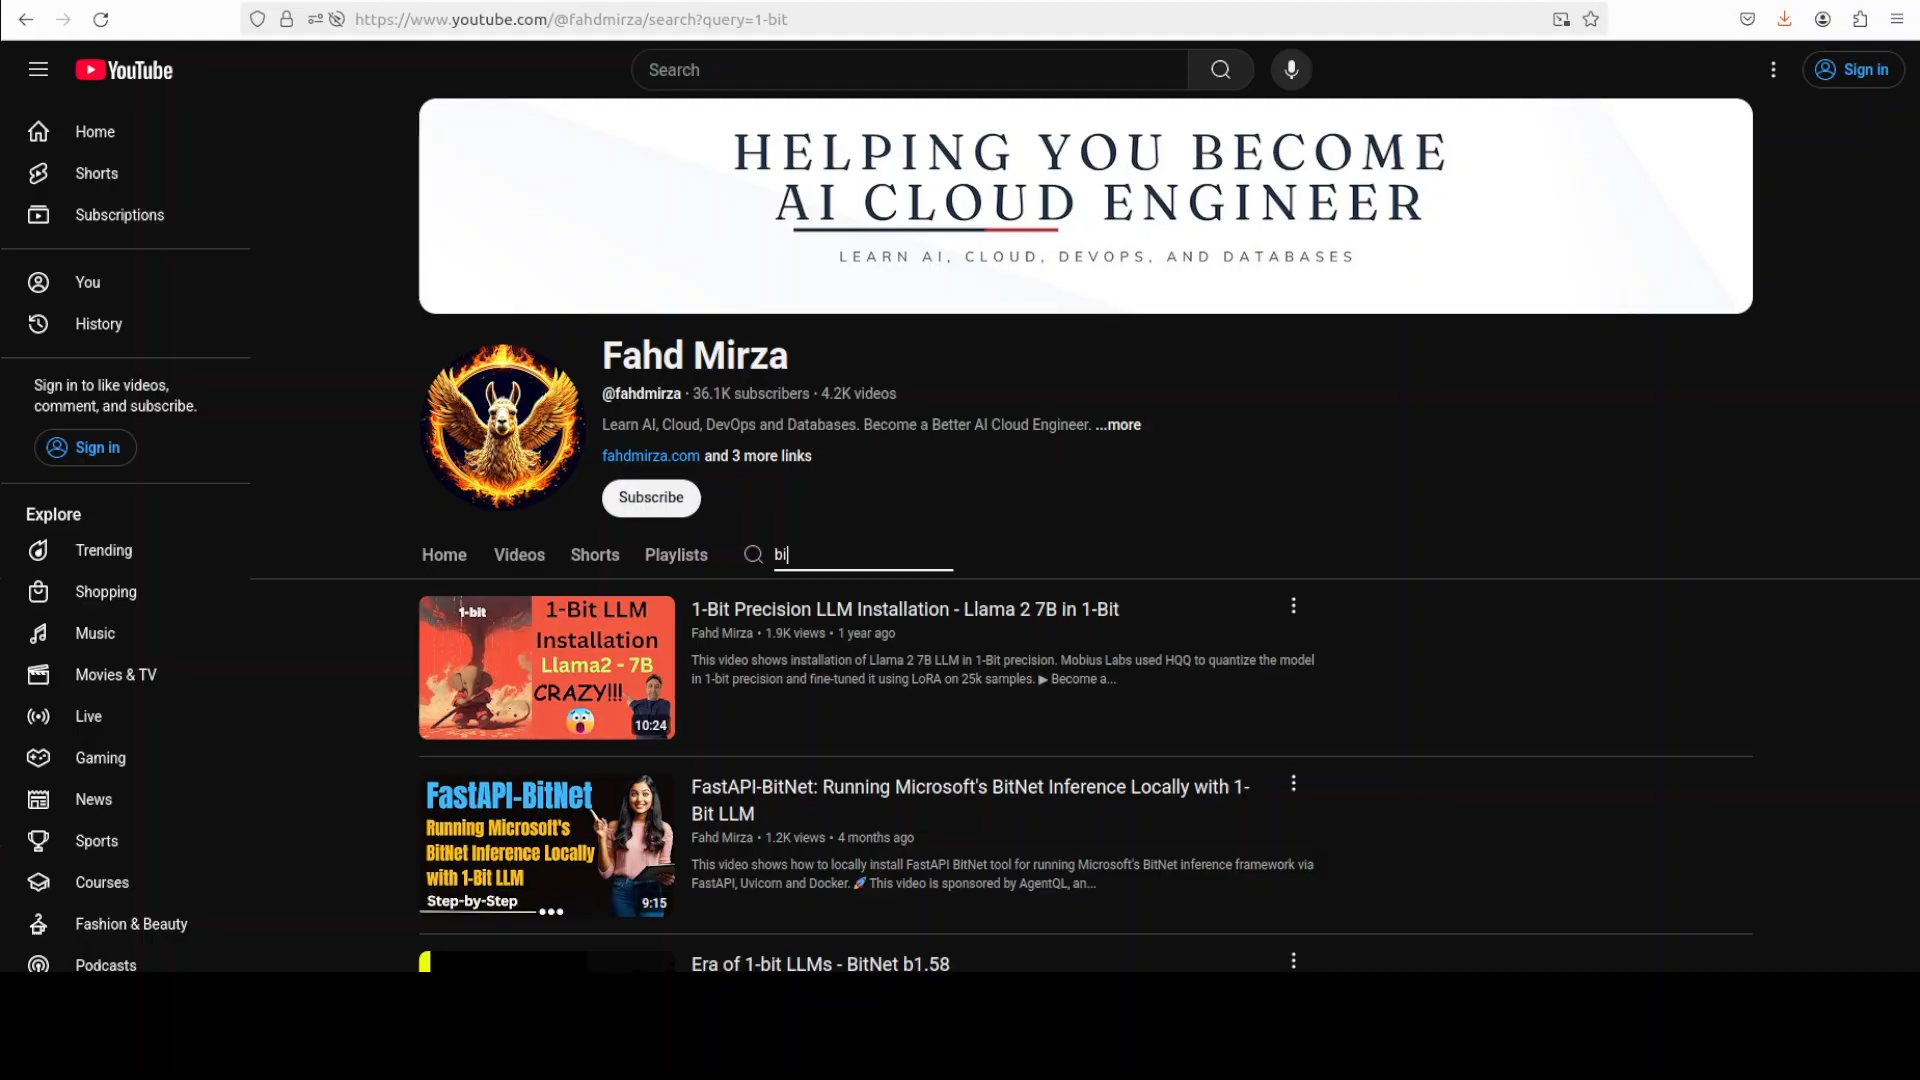 https://www.youtube.com/@fahdmirza/search?query=1-bit
YouTube
Search
Sign in
Home
Shorts
Subscriptions
You
History
Sign in to like videos,
comment, and subscribe.
Sign in
Explore
Trending
Shopping
Music
Movies & TV
Live
Gaming
News
Sports
Courses
Fashion & Beauty
Podcasts
HELPING YOU BECOME
AI CLOUD ENGINEER
LEARN AI, CLOUD, DEVOPS, AND DATABASES
Fahd Mirza
@fahdmirza · 36.1K subscribers · 4.2K videos
Learn AI, Cloud, DevOps and Databases. Become a Better AI Cloud Engineer. ...more
fahdmirza.com and 3 more links
Subscribe
Home Videos Shorts Playlists bi
1-bit
1-Bit LLM
Installation
Llama2 - 7B
CRAZY!!!
10:24
1-Bit Precision LLM Installation - Llama 2 7B in 1-Bit
Fahd Mirza • 1.9K views • 1 year ago
This video shows installation of Llama 2 7B LLM in 1-Bit precision. Mobius Labs used HQQ to quantize the model
in 1-bit precision and fine-tuned it using LoRA on 25k samples. ▶ Become a...
FastAPI-BitNet
Running Microsoft's
BitNet Inference Locally
with 1-Bit LLM
Step-by-Step
9:15
FastAPI-BitNet: Running Microsoft's BitNet Inference Locally with 1-
Bit LLM
Fahd Mirza • 1.2K views • 4 months ago
This video shows how to locally install FastAPI BitNet tool for running Microsoft's BitNet inference framework via
FastAPI, Uvicorn and Docker. 🚀 This video is sponsored by AgentQL, an...
Era of 1-bit LLMs - BitNet b1.58